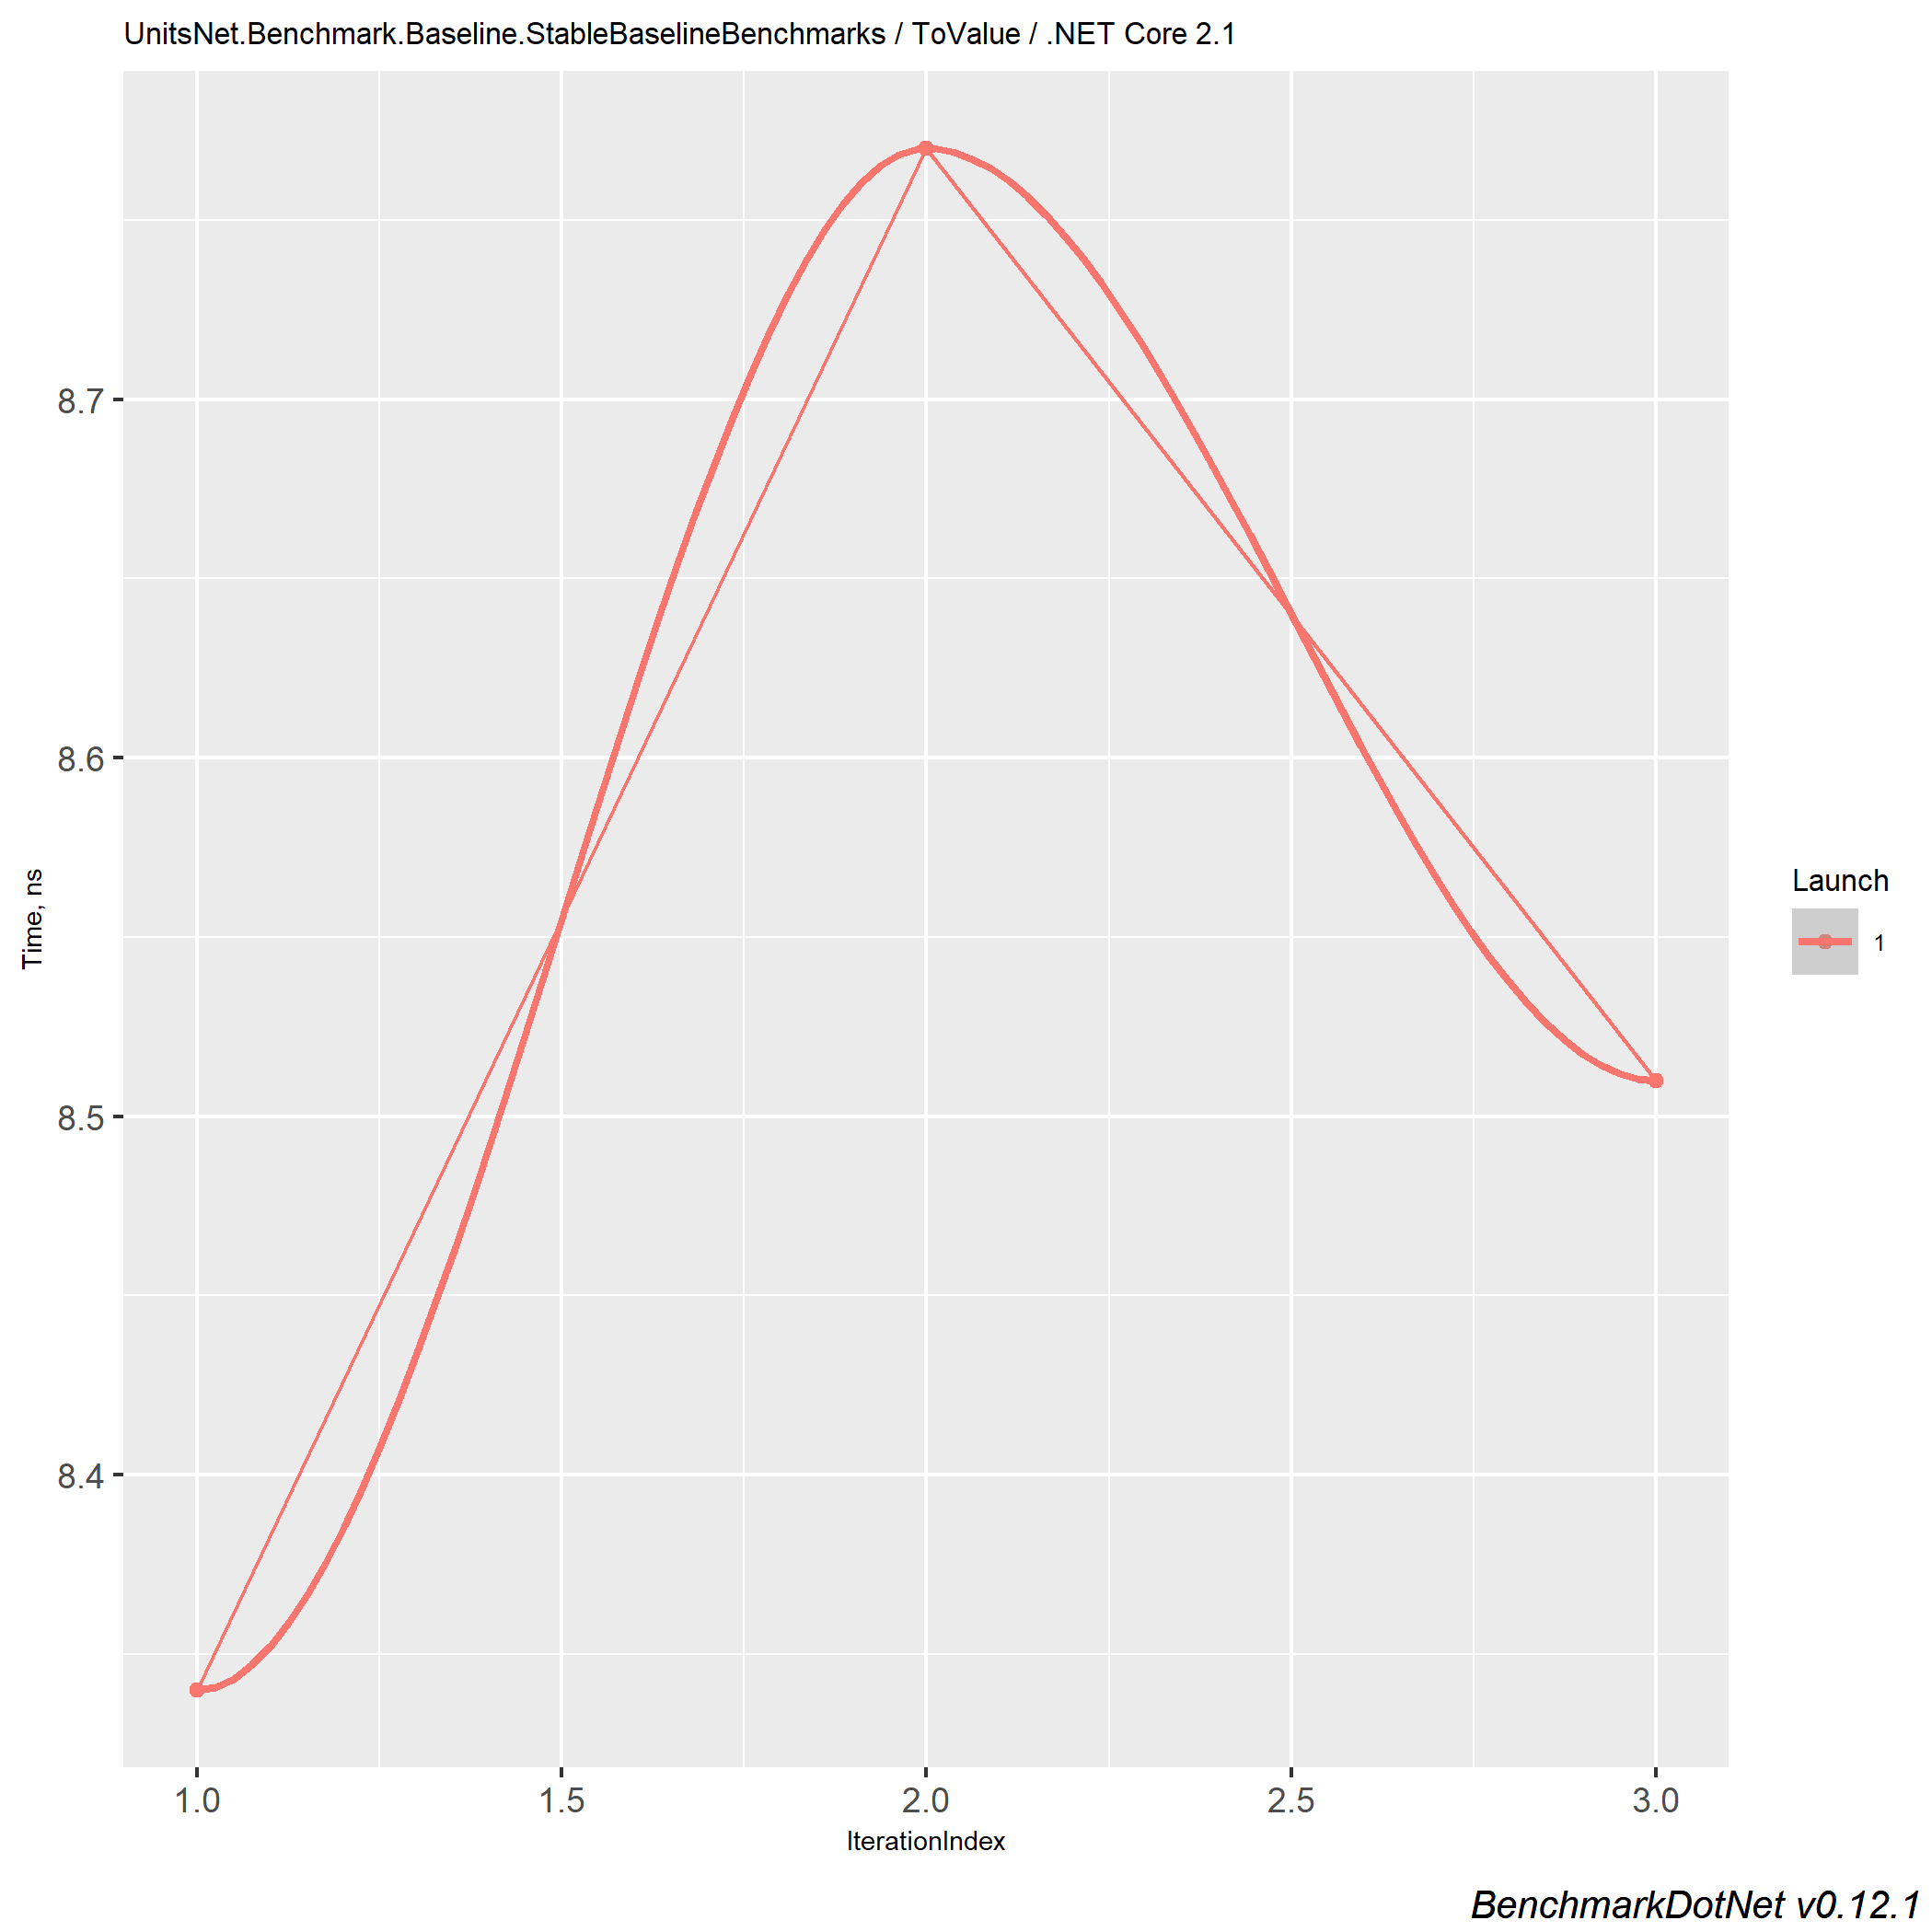 UnitsNet.Benchmark.Baseline.StableBaselineBenchmarks / ToValue / .NET Core 2.1
8.7
8.6
8.5
8.4
Time, ns
1.0 1.5 2.0 2.5 3.0
IterationIndex
Launch
1
BenchmarkDotNet v0.12.1